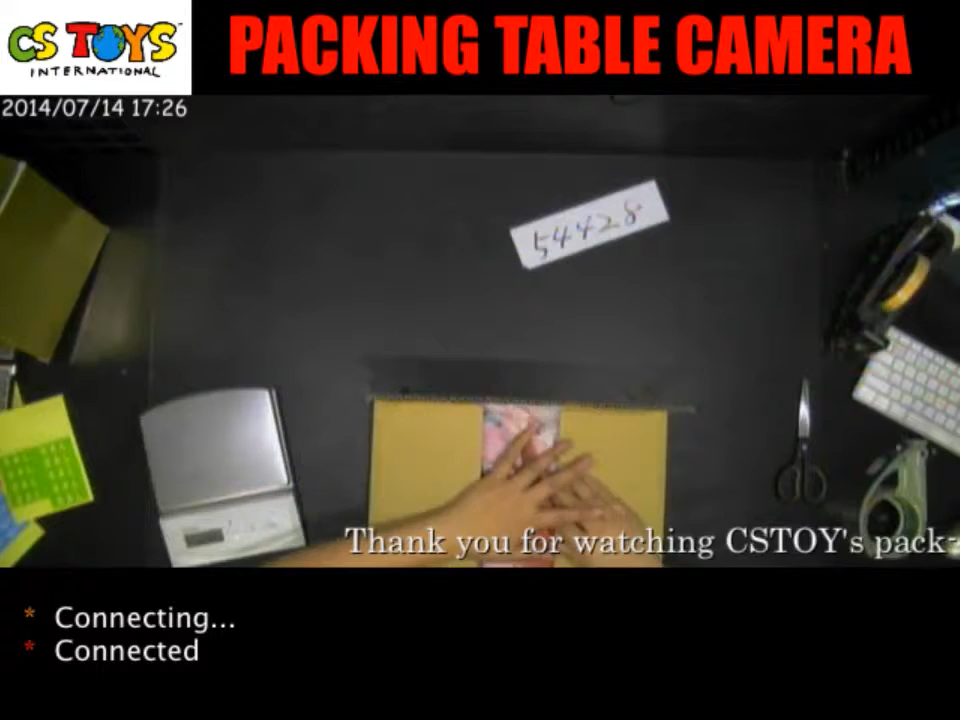 CS TOYS
INTERNATIONAL
PACKING TABLE CAMERA
2014/07/14 17:26
54428
Thank you for watching CSTOY's pack-
* Connecting...
* Connected